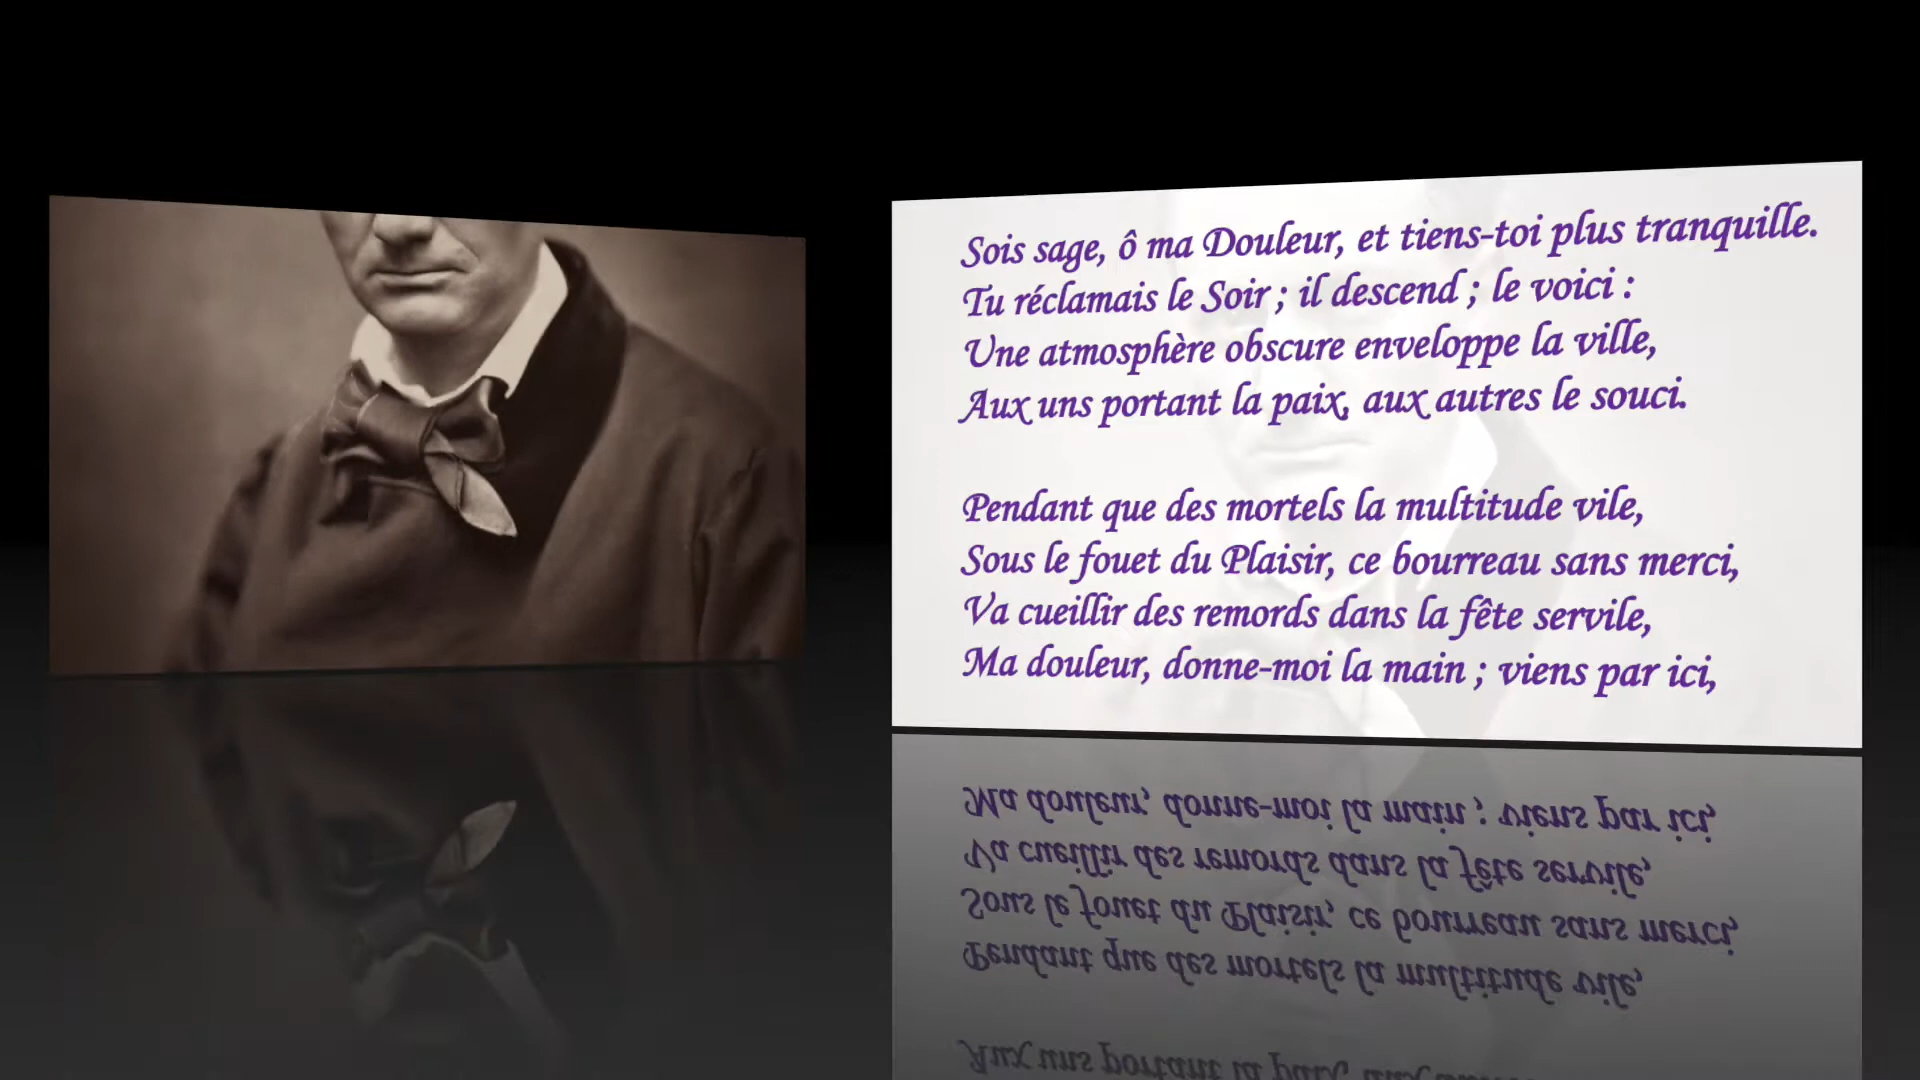 Sois sage, ô ma Douleur, et tiens-toi plus tranquille.
Tu réclamais le Soir ; il descend ; le voici :
Une atmosphère obscure enveloppe la ville,
Aux uns portant la paix, aux autres le souci.
Pendant que des mortels la multitude vile,
Sous le fouet du Plaisir, ce bourreau sans merci,
Va cueillir des remords dans la fête servile,
Ma douleur, donne-moi la main ; viens par ici,